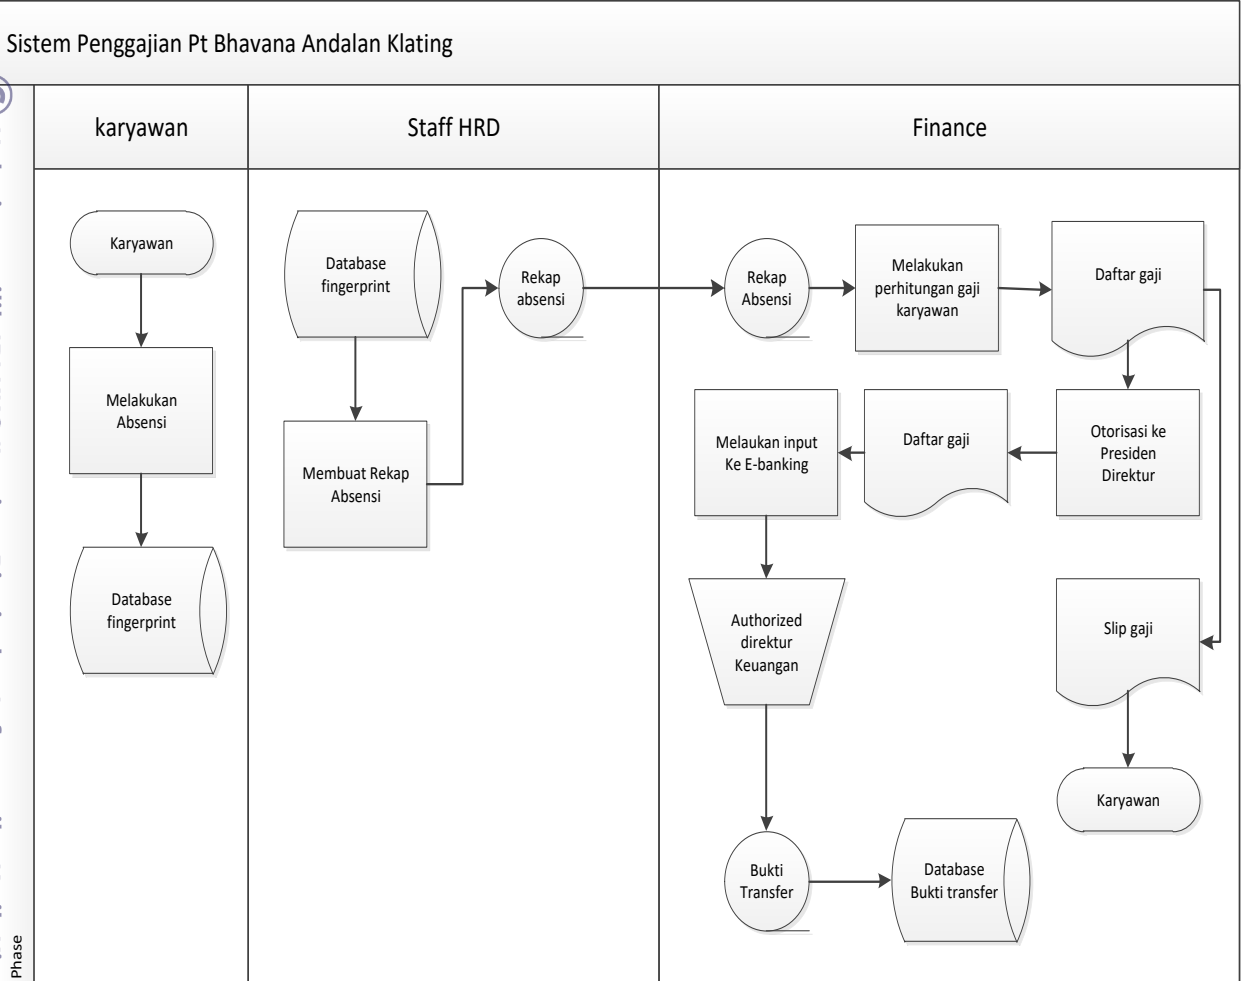 Sistem Penggajian Pt Bhavana Andalan Klating
karyawan
Staff HRD
Finance
Karyawan
Melakukan
Absensi
Database
fingerprint
Database
fingerprint
Membuat Rekap
Absensi
Rekap
absensi
Rekap
Absensi
Melakukan
perhitungan gaji
karyawan
Daftar gaji
Otorisasi ke
Presiden
Direktur
Daftar gaji
Melaukan input
Ke E-banking
Authorized
direktur
Keuangan
Slip gaji
Karyawan
Bukti
Transfer
Database
Bukti transfer
Phase